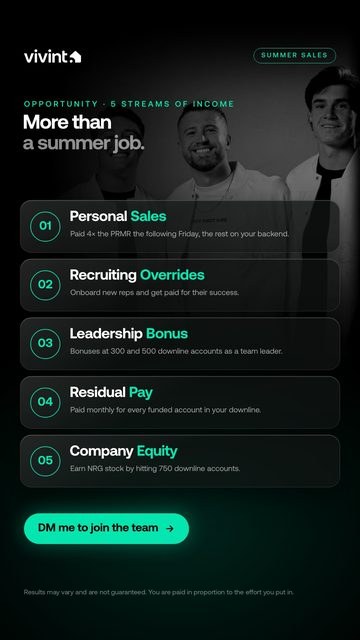 vivint
SUMMER SALES
OPPORTUNITY · 5 STREAMS OF INCOME
More than
a summer job.
01
Personal Sales
Paid 4× the PRMR the following Friday, the rest on your backend.
02
Recruiting Overrides
Onboard new reps and get paid for their success.
03
Leadership Bonus
Bonuses at 300 and 500 downline accounts as a team leader.
04
Residual Pay
Paid monthly for every funded account in your downline.
05
Company Equity
Earn NRG stock by hitting 750 downline accounts.
DM me to join the team →
Results may vary and are not guaranteed. You are paid in proportion to the effort you put in.